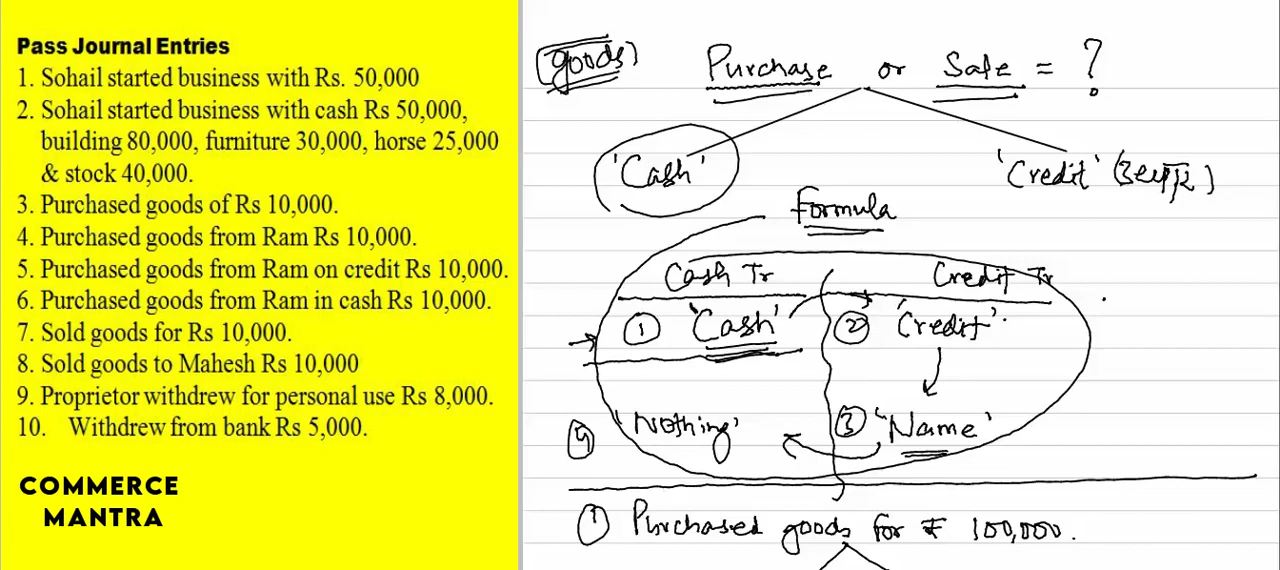 Pass Journal Entries
1. Sohail started business with Rs. 50,000
2. Sohail started business with cash Rs 50,000,
building 80,000, furniture 30,000, horse 25,000
& stock 40,000.
3. Purchased goods of Rs 10,000.
4. Purchased goods from Ram Rs 10,000.
5. Purchased goods from Ram on credit Rs 10,000.
6. Purchased goods from Ram in cash Rs 10,000.
7. Sold goods for Rs 10,000.
8. Sold goods to Mahesh Rs 10,000
9. Proprietor withdrew for personal use Rs 8,000.
10. Withdrew from bank Rs 5,000.
COMMERCE
MANTRA
(goods) Purchase or Sale = ?
'Cash' 'Credit' (उधार)
Formula
Cash Tr Credit Tr
① 'Cash' ② 'Credit'
④ 'Nothing' ③ 'Name'
① Purchased goods for ₹ 100,000.